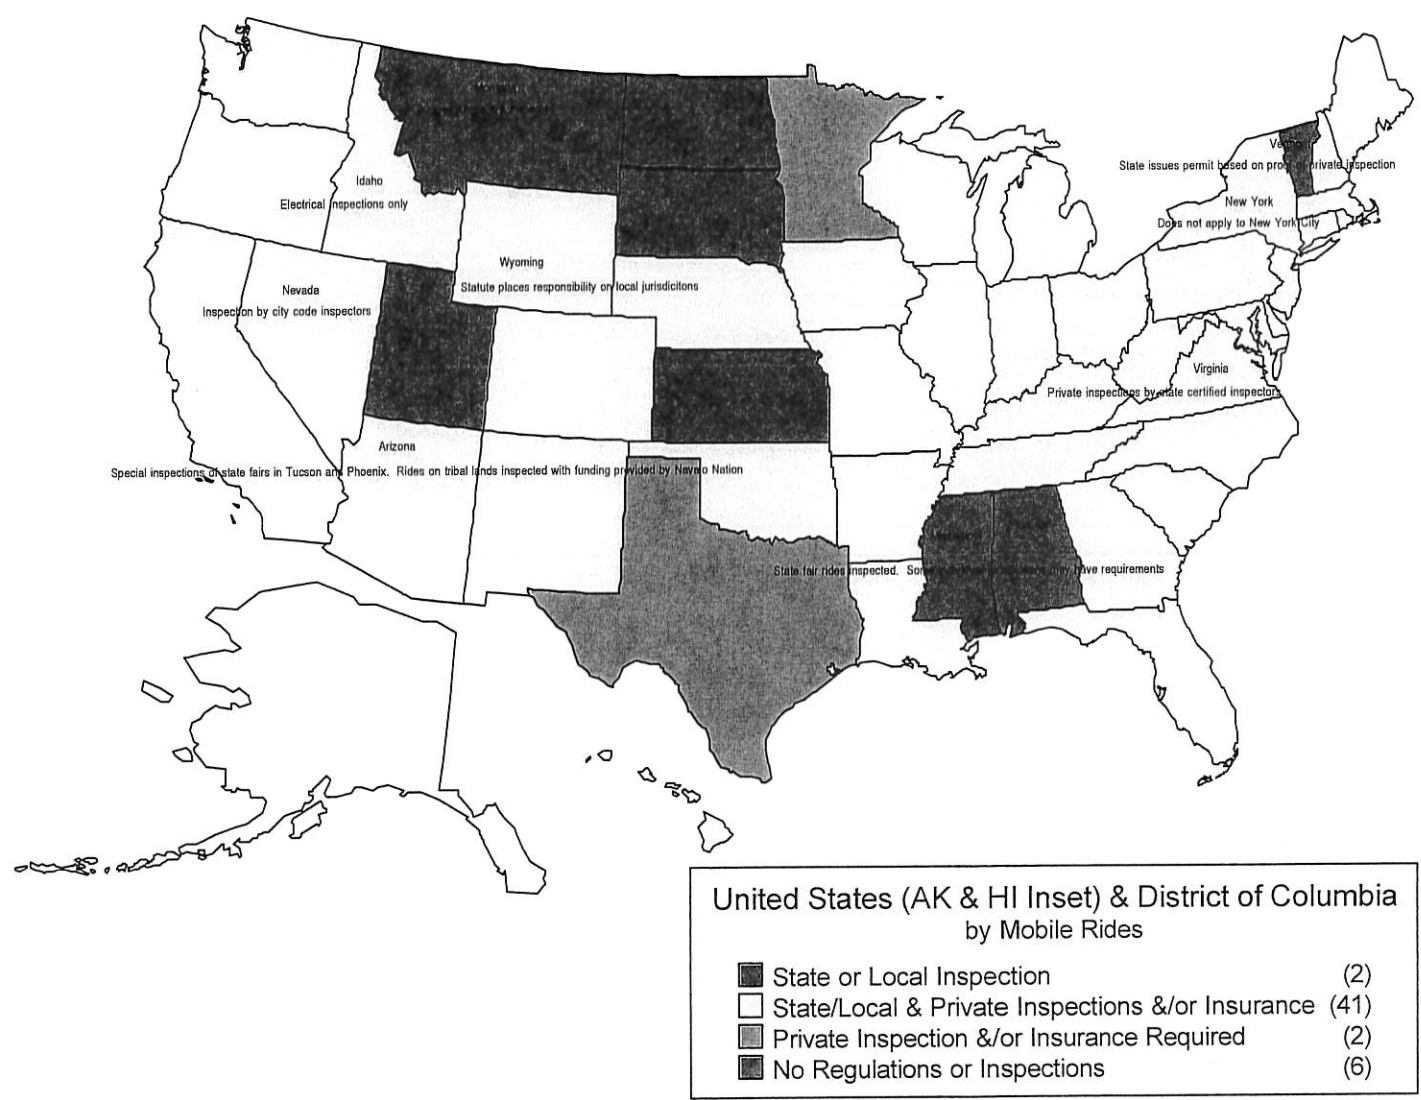 Vermont
State issues permit based on proof of private inspection
Idaho
Electrical inspections only
New York
Does not apply to New York City
Wyoming
Statute places responsibility on local jurisdicitons
Nevada
Inspection by city code inspectors
Virginia
Private inspections by state certified inspectors
Arizona
Special inspections of state fairs in Tucson and Phoenix. Rides on tribal lands inspected with funding provided by Navajo Nation
State fair rides inspected. Some may have requirements
United States (AK & HI Inset) & District of Columbia
by Mobile Rides
State or Local Inspection (2)
State/Local & Private Inspections &/or Insurance (41)
Private Inspection &/or Insurance Required (2)
No Regulations or Inspections (6)